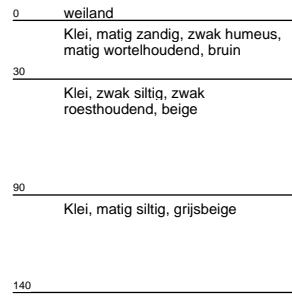 0 weiland
Klei, matig zandig, zwak humeus,
matig wortelhoudend, bruin
30
Klei, zwak siltig, zwak
roesthoudend, beige
90
Klei, matig siltig, grijsbeige
140